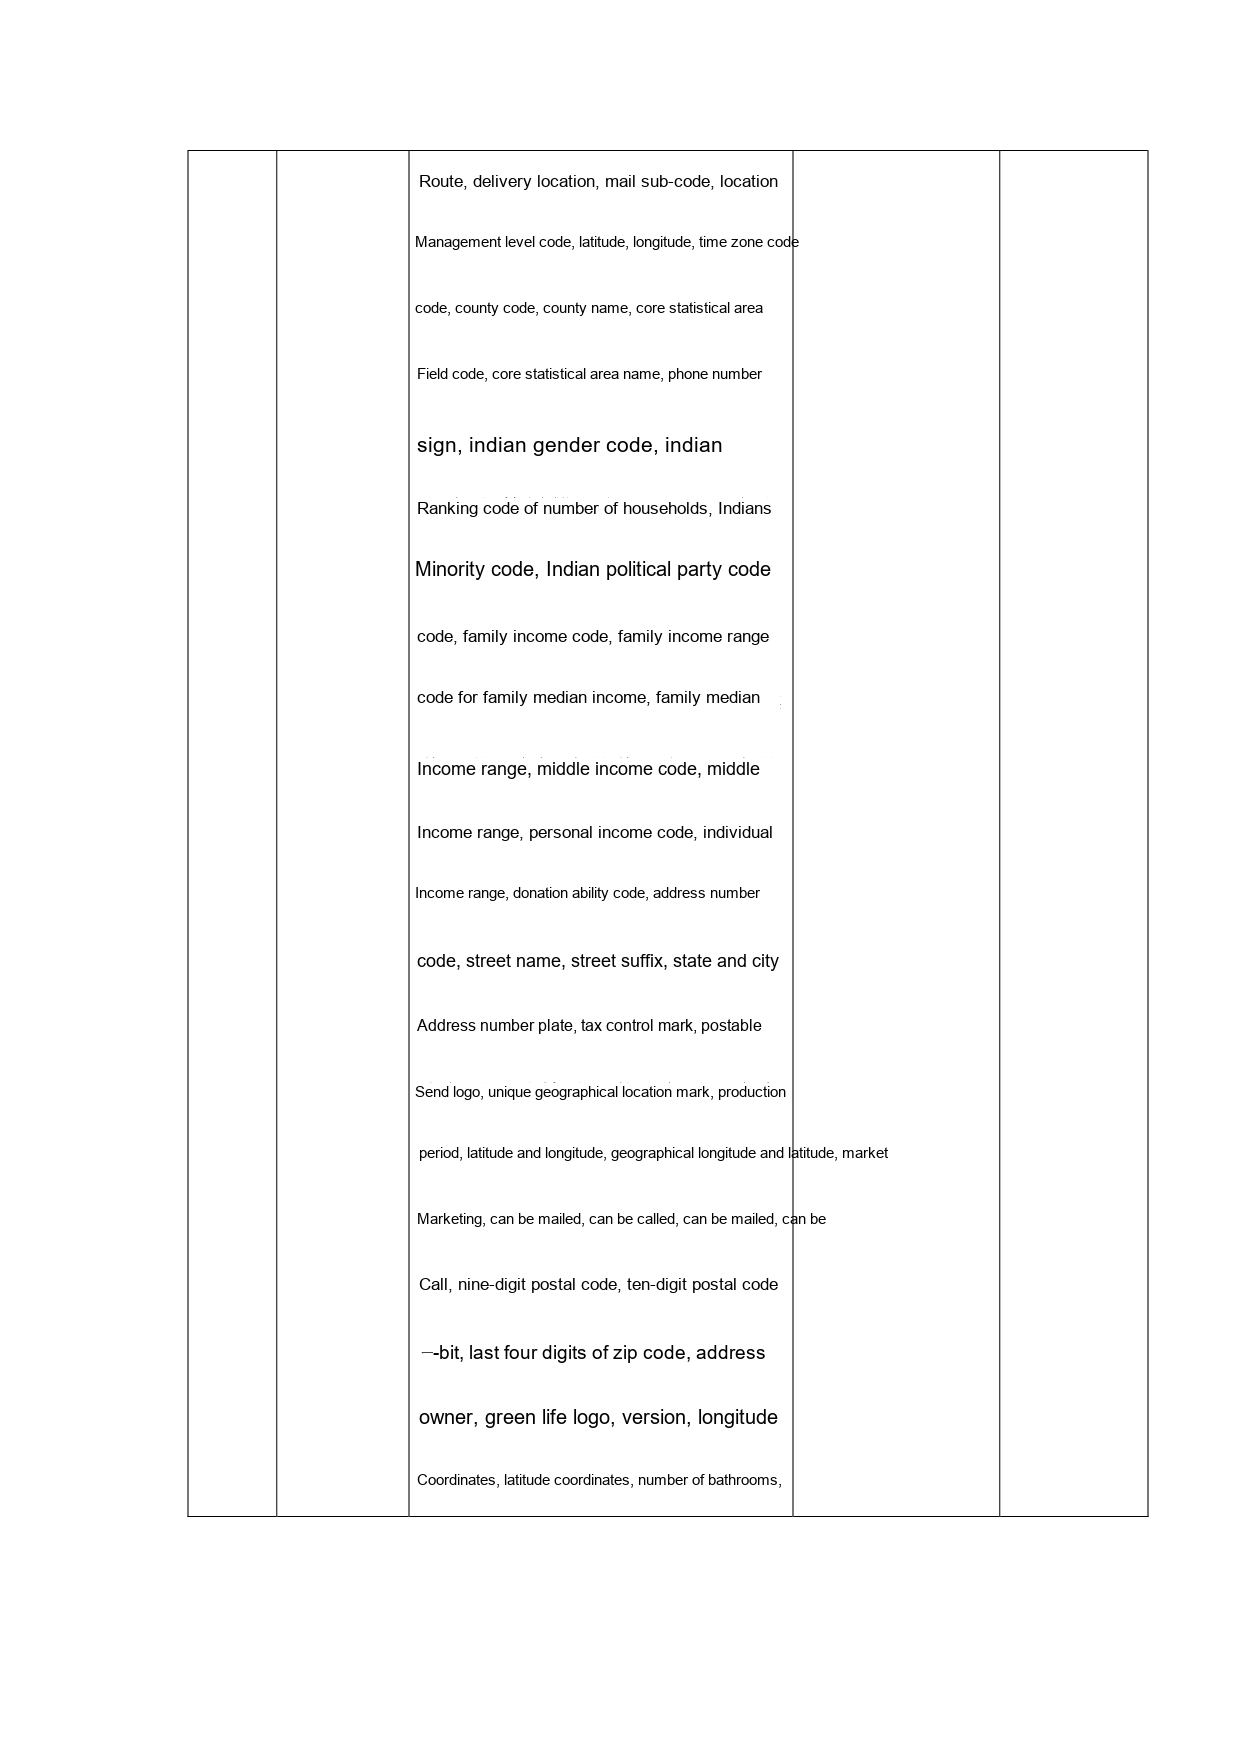 Route, delivery location, mail sub-code, location
Management level code, latitude, longitude, time zone code
code, county code, county name, core statistical area
Field code, core statistical area name, phone number
sign, indian gender code, indian
Ranking code of number of households, Indians
Minority code, Indian political party code
code, family income code, family income range
code for family median income, family median
Income range, middle income code, middle
Income range, personal income code, individual
Income range, donation ability code, address number
code, street name, street suffix, state and city
Address number plate, tax control mark, postable
Send logo, unique geographical location mark, production
period, latitude and longitude, geographical longitude and latitude, market
Marketing, can be mailed, can be called, can be mailed, can be
Call, nine-digit postal code, ten-digit postal code
—-bit, last four digits of zip code, address
owner, green life logo, version, longitude
Coordinates, latitude coordinates, number of bathrooms,